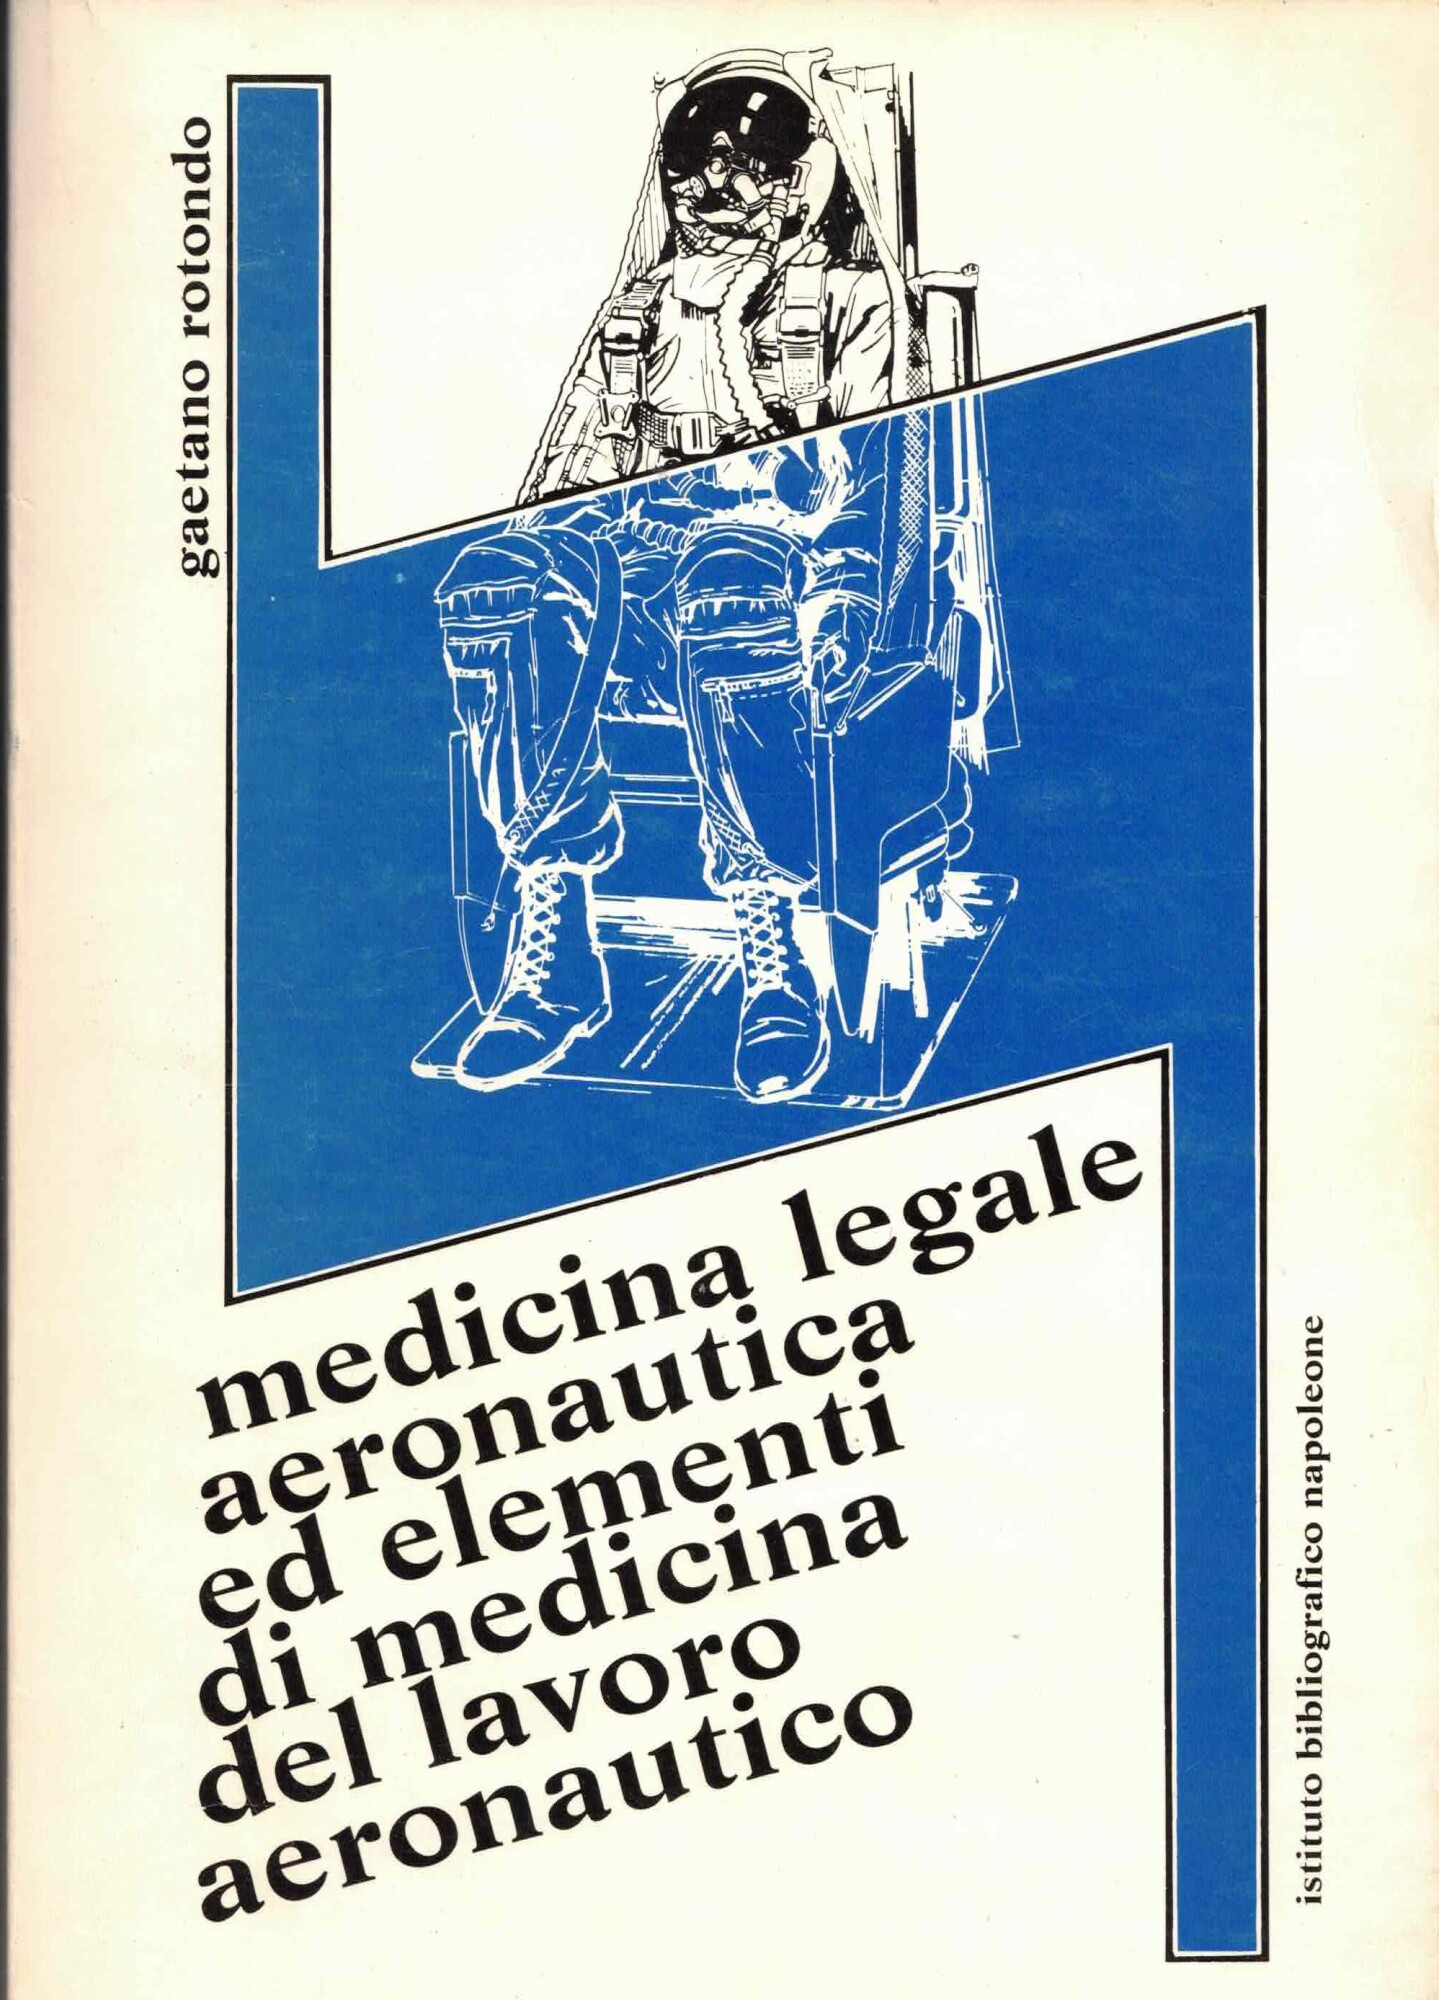 gaetano rotondo
medicina legale
aeronautica
ed elementi
di medicina
del lavoro
aeronautico
istituto bibliografico napoleone